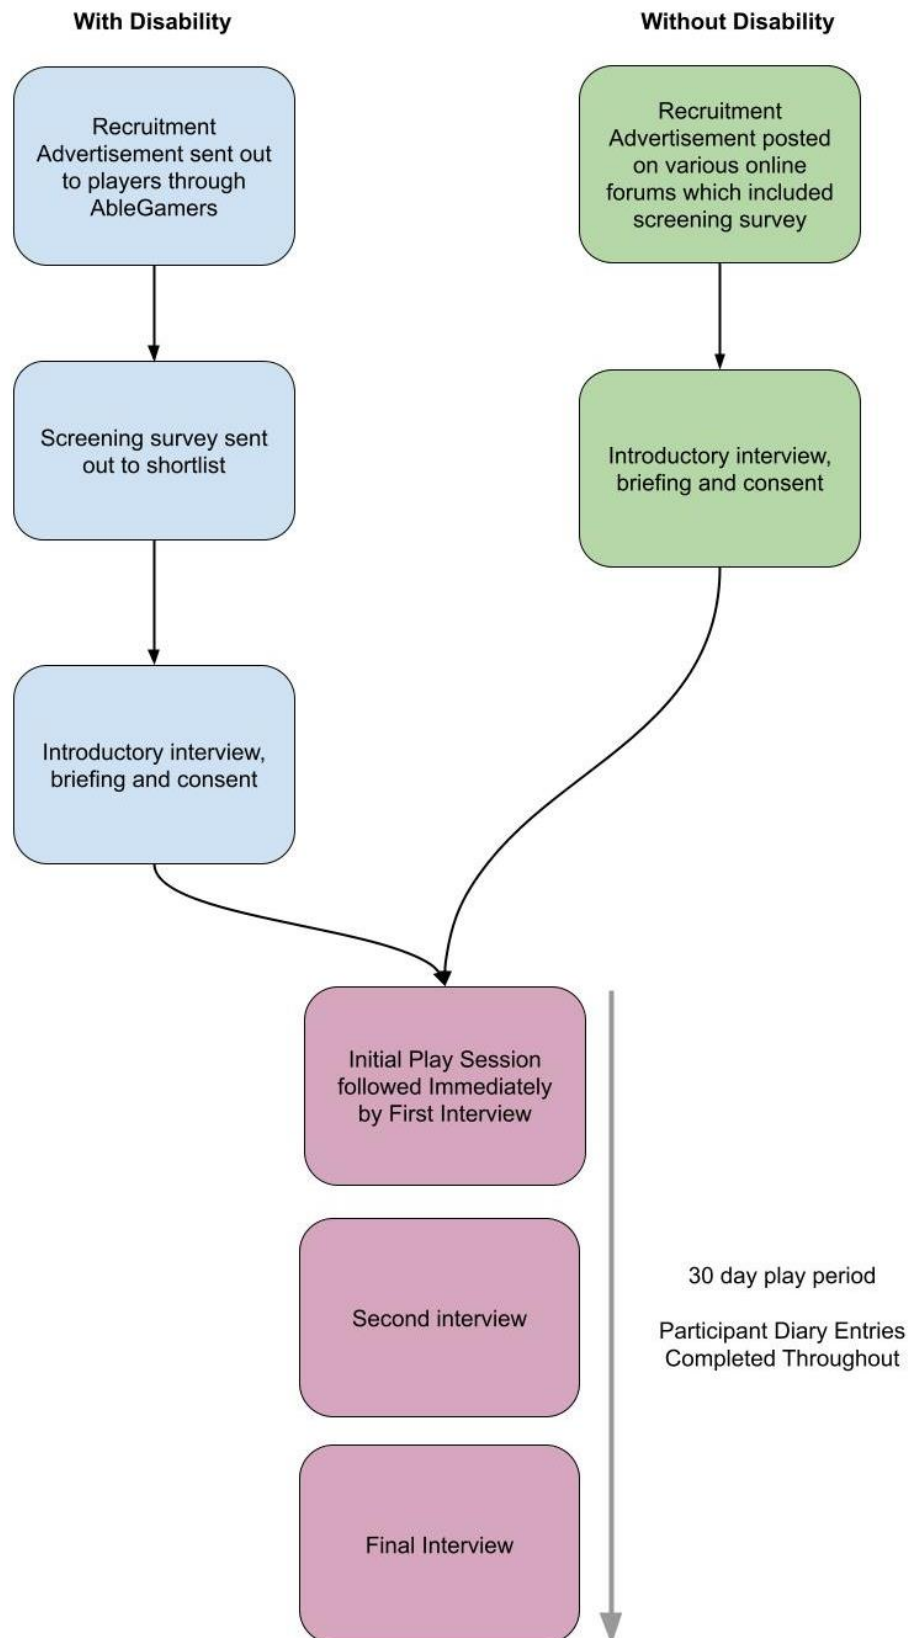 With Disability
Without Disability
Recruitment
Advertisement sent out
to players through
AbleGamers
Recruitment
Advertisement posted
on various online
forums which included
screening survey
Screening survey sent
out to shortlist
Introductory interview,
briefing and consent
Introductory interview,
briefing and consent
Initial Play Session
followed Immediately
by First Interview
Second interview
30 day play period
Participant Diary Entries
Completed Throughout
Final Interview